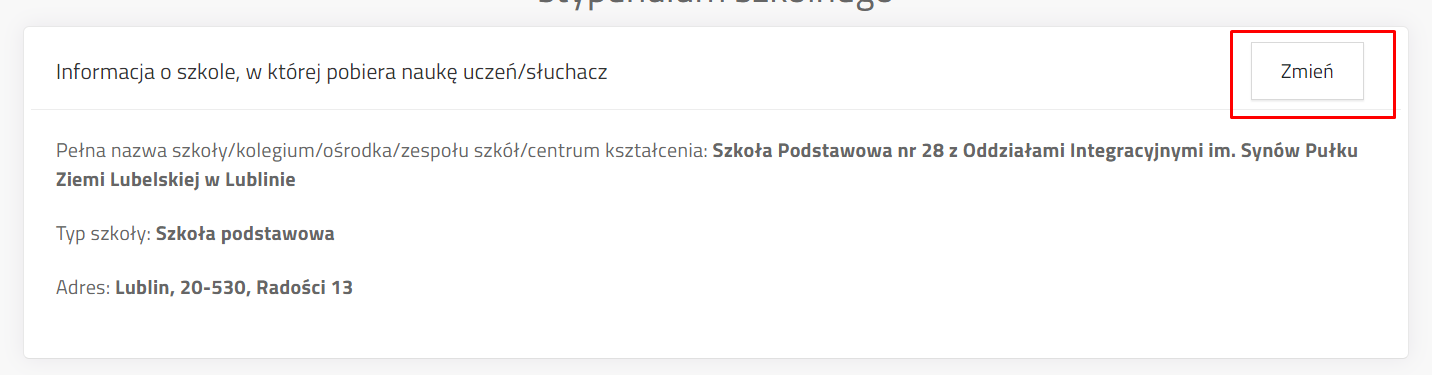 stypendium szkolnego
Informacja o szkole, w której pobiera naukę uczeń/słuchacz
Zmień
Pełna nazwa szkoły/kolegium/ośrodka/zespołu szkół/centrum kształcenia: Szkoła Podstawowa nr 28 z Oddziałami Integracyjnymi im. Synów Pułku
Ziemi Lubelskiej w Lublinie
Typ szkoły: Szkoła podstawowa
Adres: Lublin, 20-530, Radości 13